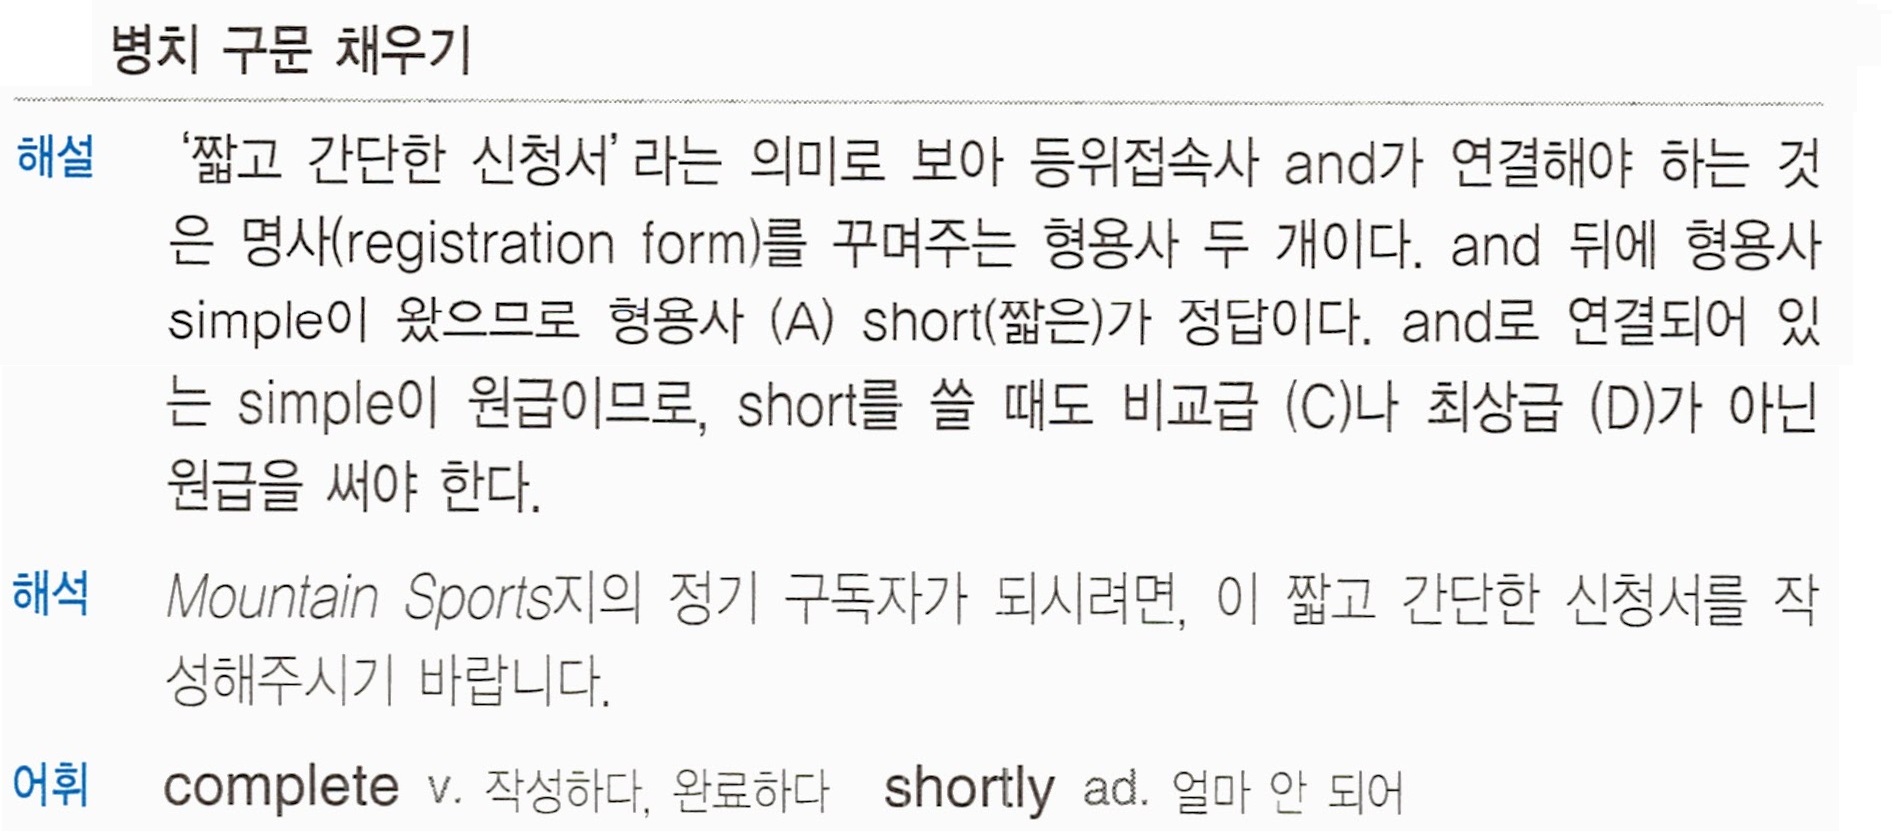 병치 구문 채우기
해설 '짧고 간단한 신청서'라는 의미로 보아 등위접속사 and가 연결해야 하는 것
은 명사(registration form)를 꾸며주는 형용사 두 개이다. and 뒤에 형용사
simple이 왔으므로 형용사 (A) short(짧은)가 정답이다. and로 연결되어 있
는 simple이 원급이므로, short를 쓸 때도 비교급 (C)나 최상급 (D)가 아닌
원급을 써야 한다.
해석 Mountain Sports지의 정기 구독자가 되시려면, 이 짧고 간단한 신청서를 작
성해주시기 바랍니다.
어휘 complete v. 작성하다, 완료하다 shortly ad. 얼마 안 되어